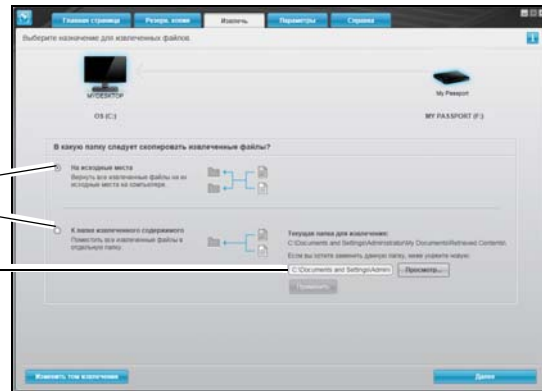 Главная страница
Резерв. копия
Извлечь
Параметры
Справка
Выберите назначение для извлеченных файлов.
MYDESKTOP
My Passport
OS (C:)
MY PASSPORT (F:)
В какую папку следует скопировать извлеченные файлы?
На исходные места
Вернуть все извлеченные файлы на их
исходные места на компьютере.
К папке извлеченного содержимого
Поместить все извлеченные файлы в
отдельную папку.
Текущая папка для извлечения:
C:\Documents and Settings\Administrator\My Documents\Retrieved Contents\
Если вы хотите заменить данную папку, ниже укажите новую:
C:\Documents and Settings\Admini
Просмотр...
Применить
Изменить том извлечения
Далее